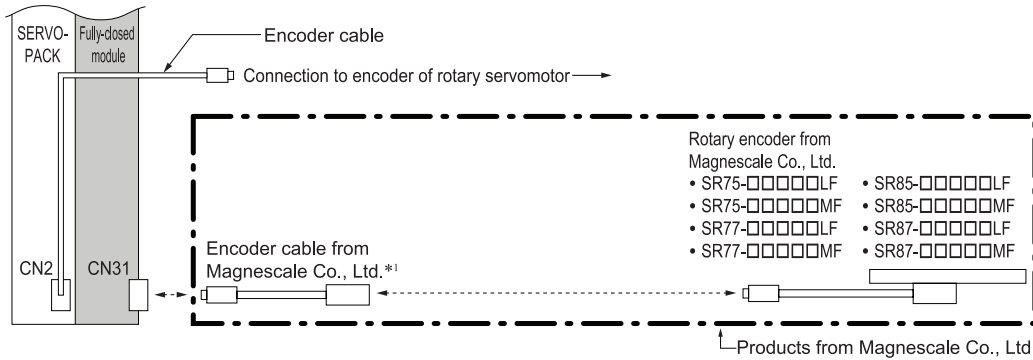 SERVO-
PACK
Fully-closed
module
Encoder cable
Connection to encoder of rotary servomotor
Rotary encoder from
Magnescale Co., Ltd.
• SR75-□□□□□LF
• SR75-□□□□□MF
• SR77-□□□□□LF
• SR77-□□□□□MF
• SR85-□□□□□LF
• SR85-□□□□□MF
• SR87-□□□□□LF
• SR87-□□□□□MF
CN2
CN31
Encoder cable from
Magnescale Co., Ltd.*1
Products from Magnescale Co., Ltd